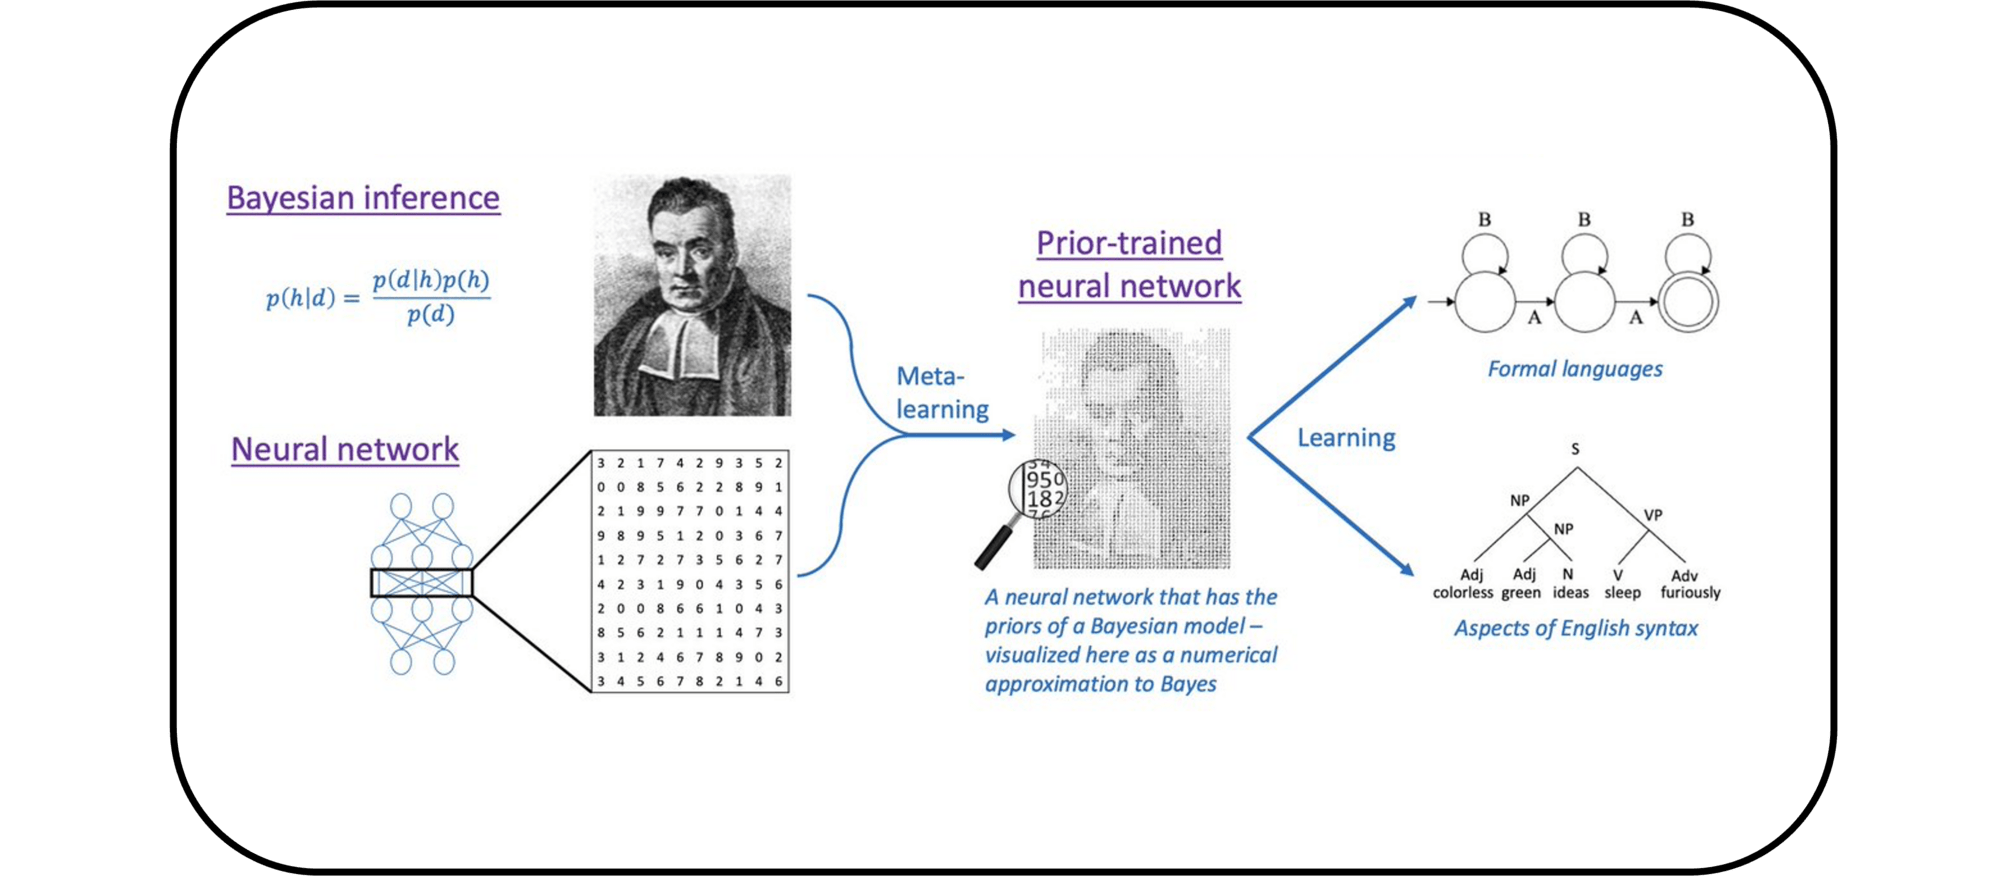 Bayesian inference
p(h|d) = p(d|h)p(h) / p(d)
Neural network
3 2 1 7 4 2 9 3 5 2
0 0 8 5 6 2 2 8 9 1
2 1 9 9 7 7 0 1 4 4
9 8 9 5 1 2 0 3 6 7
1 2 7 2 7 3 5 6 2 7
4 2 3 1 9 0 4 3 5 6
2 0 0 8 6 6 1 0 4 3
8 5 6 2 1 1 1 4 7 3
3 1 2 4 6 7 8 9 0 2
3 4 5 6 7 8 2 1 4 6
Meta-
learning
Prior-trained
neural network
950
182
A neural network that has the
priors of a Bayesian model –
visualized here as a numerical
approximation to Bayes
Learning
B B B
A A
Formal languages
S
NP VP
NP
Adj Adj N V Adv
colorless green ideas sleep furiously
Aspects of English syntax